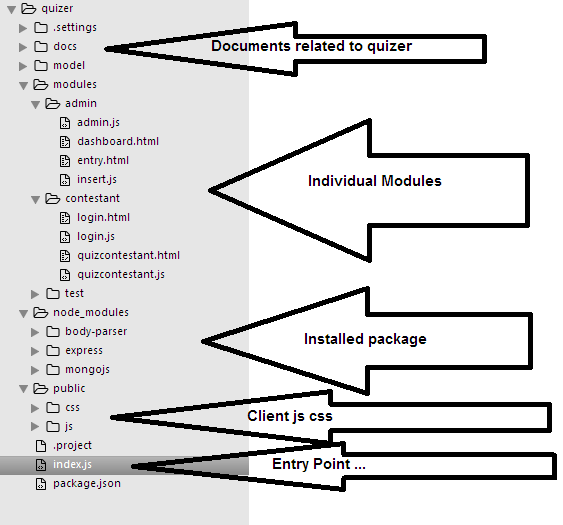 quizer
.settings
docs
Documents related to quizer
model
modules
admin
admin.js
dashboard.html
entry.html
insert.js
Individual Modules
contestant
login.html
login.js
quizcontestant.html
quizcontestant.js
test
node_modules
body-parser
Installed package
express
mongojs
public
css
Client js css
js
.project
index.js
Entry Point ...
package.json